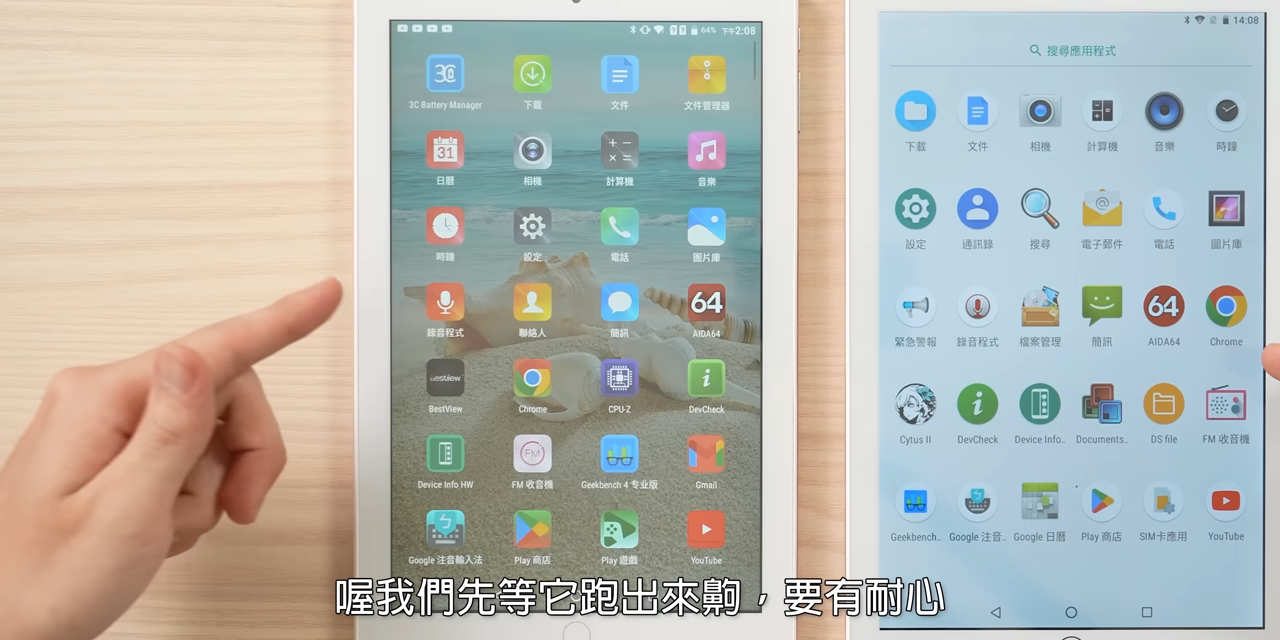 64% 下午2:08
3C Battery Manager 下載 文件 文件管理器
31
日曆 相機 計算機 音樂
時鐘 設定 電話 圖片庫
64
錄音程式 聯絡人 簡訊 AIDA64
BestView Chrome CPU-Z DevCheck
FM
Device Info HW FM 收音機 Geekbench 4 专业版 Gmail
Google 注音輸入法 Play 商店 Play 遊戲 YouTube
14:08
搜尋應用程式
下載 文件 相機 計算機 音樂 時鐘
設定 通訊錄 搜尋 電子郵件 電話 圖片庫
64
緊急警報 錄音程式 檔案管理 簡訊 AIDA64 Chrome
Cytus II DevCheck Device Info.. Documents.. DS file FM 收音機
Geekbench.. Google 注音.. Google 日曆 Play 商店 SIM卡應用 YouTube
喔我們先等它跑出來齁，要有耐心